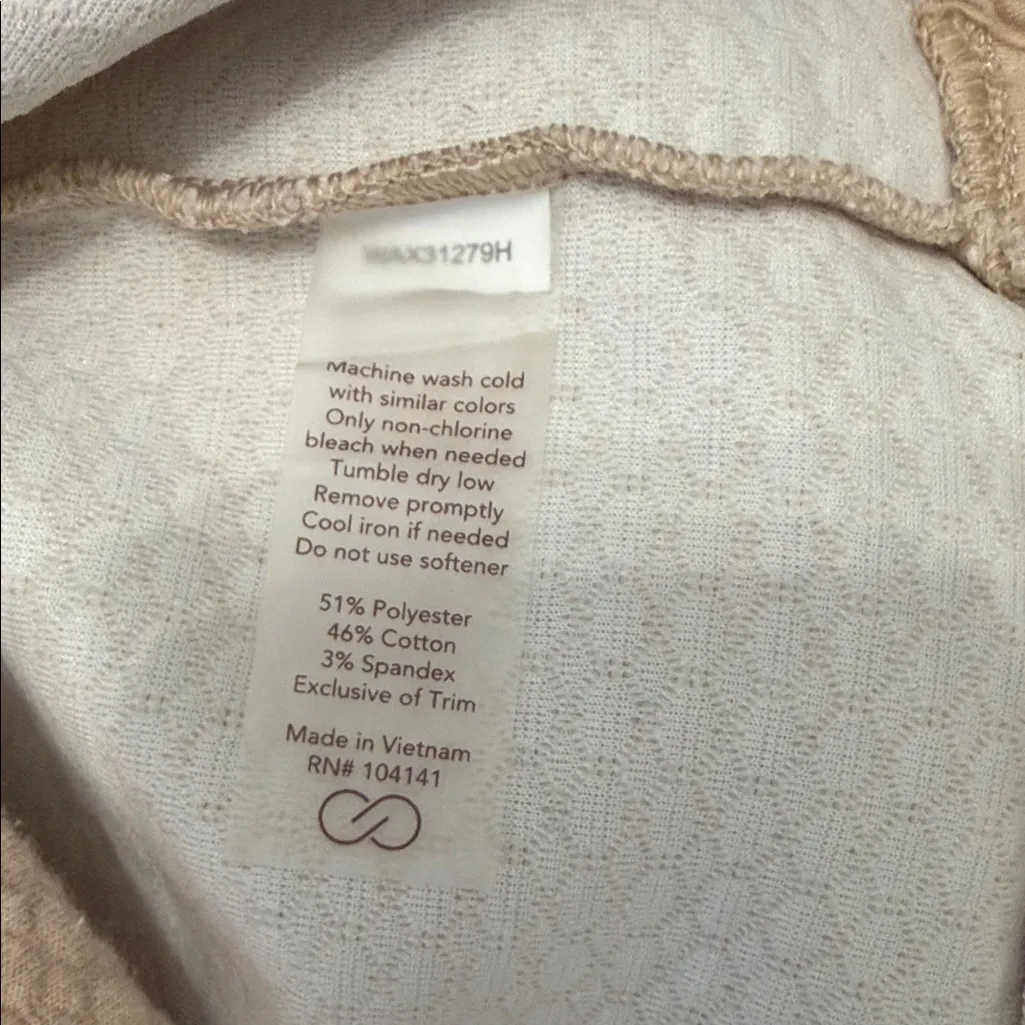 WAX31279H
Machine wash cold
with similar colors
Only non-chlorine
bleach when needed
Tumble dry low
Remove promptly
Cool iron if needed
Do not use softener
51% Polyester
46% Cotton
3% Spandex
Exclusive of Trim
Made in Vietnam
RN# 104141